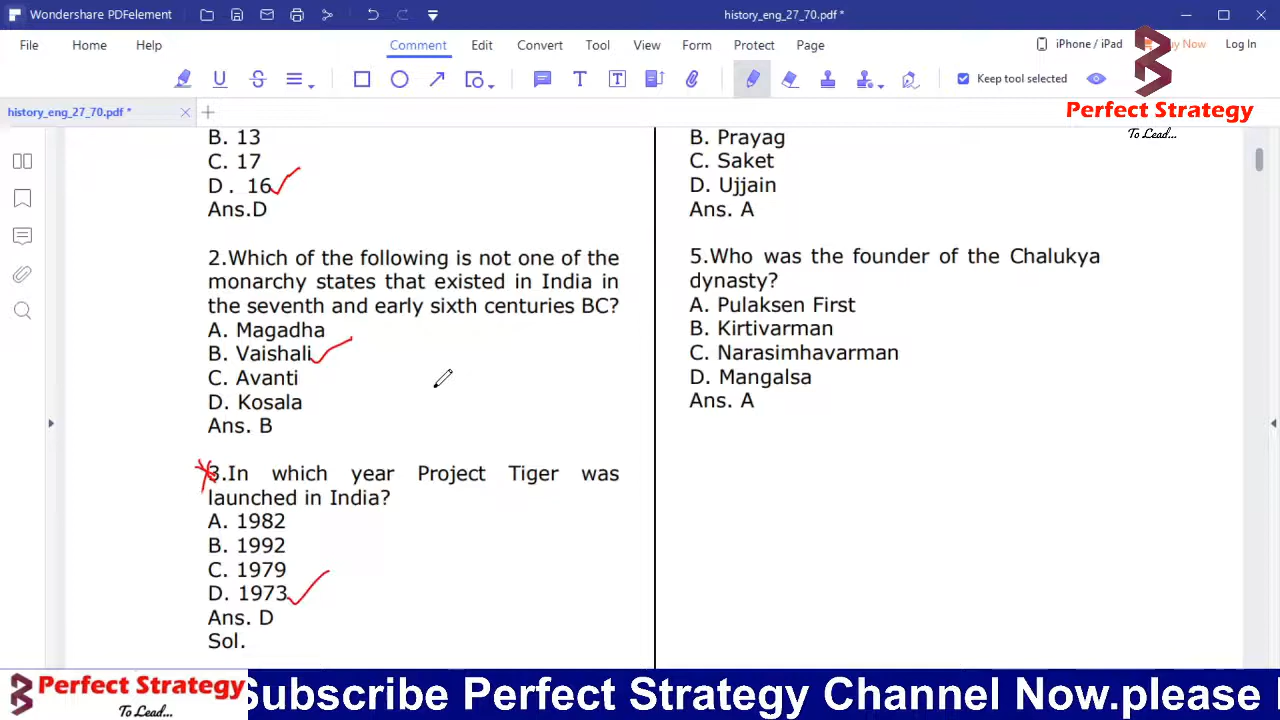 Wondershare PDFelement
history_eng_27_70.pdf *
File Home Help Comment Edit Convert Tool View Form Protect Page iPhone / iPad Buy Now Log In
Keep tool selected
history_eng_27_70.pdf *
Perfect Strategy
To Lead...
B. 13
C. 17
D . 16
Ans.D
2.Which of the following is not one of the
monarchy states that existed in India in
the seventh and early sixth centuries BC?
A. Magadha
B. Vaishali
C. Avanti
D. Kosala
Ans. B
3.In which year Project Tiger was
launched in India?
A. 1982
B. 1992
C. 1979
D. 1973
Ans. D
Sol.
B. Prayag
C. Saket
D. Ujjain
Ans. A
5.Who was the founder of the Chalukya
dynasty?
A. Pulaksen First
B. Kirtivarman
C. Narasimhavarman
D. Mangalsa
Ans. A
Perfect Strategy
To Lead...
Subscribe Perfect Strategy Channel Now.please